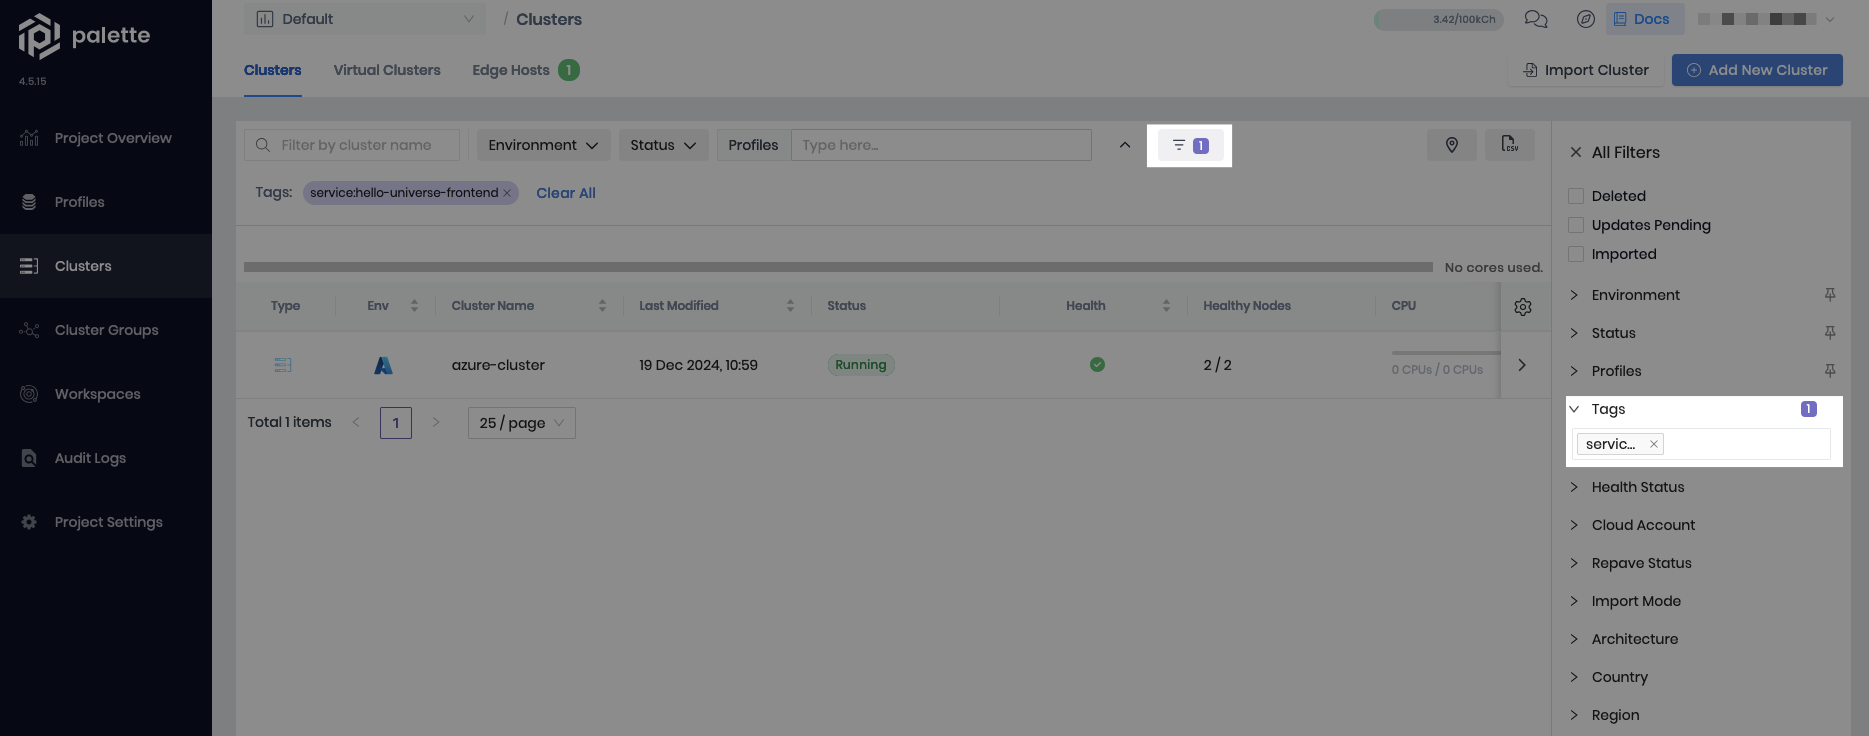 palette
4.5.15
Project Overview
Profiles
Clusters
Cluster Groups
Workspaces
Audit Logs
Project Settings
Default / Clusters 3.42/100kCh Docs
Clusters Virtual Clusters Edge Hosts 1 Import Cluster Add New Cluster
Filter by cluster name Environment Status Profiles Type here... 1 CSV
Tags: service:hello-universe-frontend Clear All
No cores used.
Type Env Cluster Name Last Modified Status Health Healthy Nodes CPU
azure-cluster 19 Dec 2024, 10:59 Running 2 / 2 0 CPUs / 0 CPUs
Total 1 items 1 25 / page
All Filters
Deleted
Updates Pending
Imported
Environment
Status
Profiles
Tags 1
servic...
Health Status
Cloud Account
Repave Status
Import Mode
Architecture
Country
Region